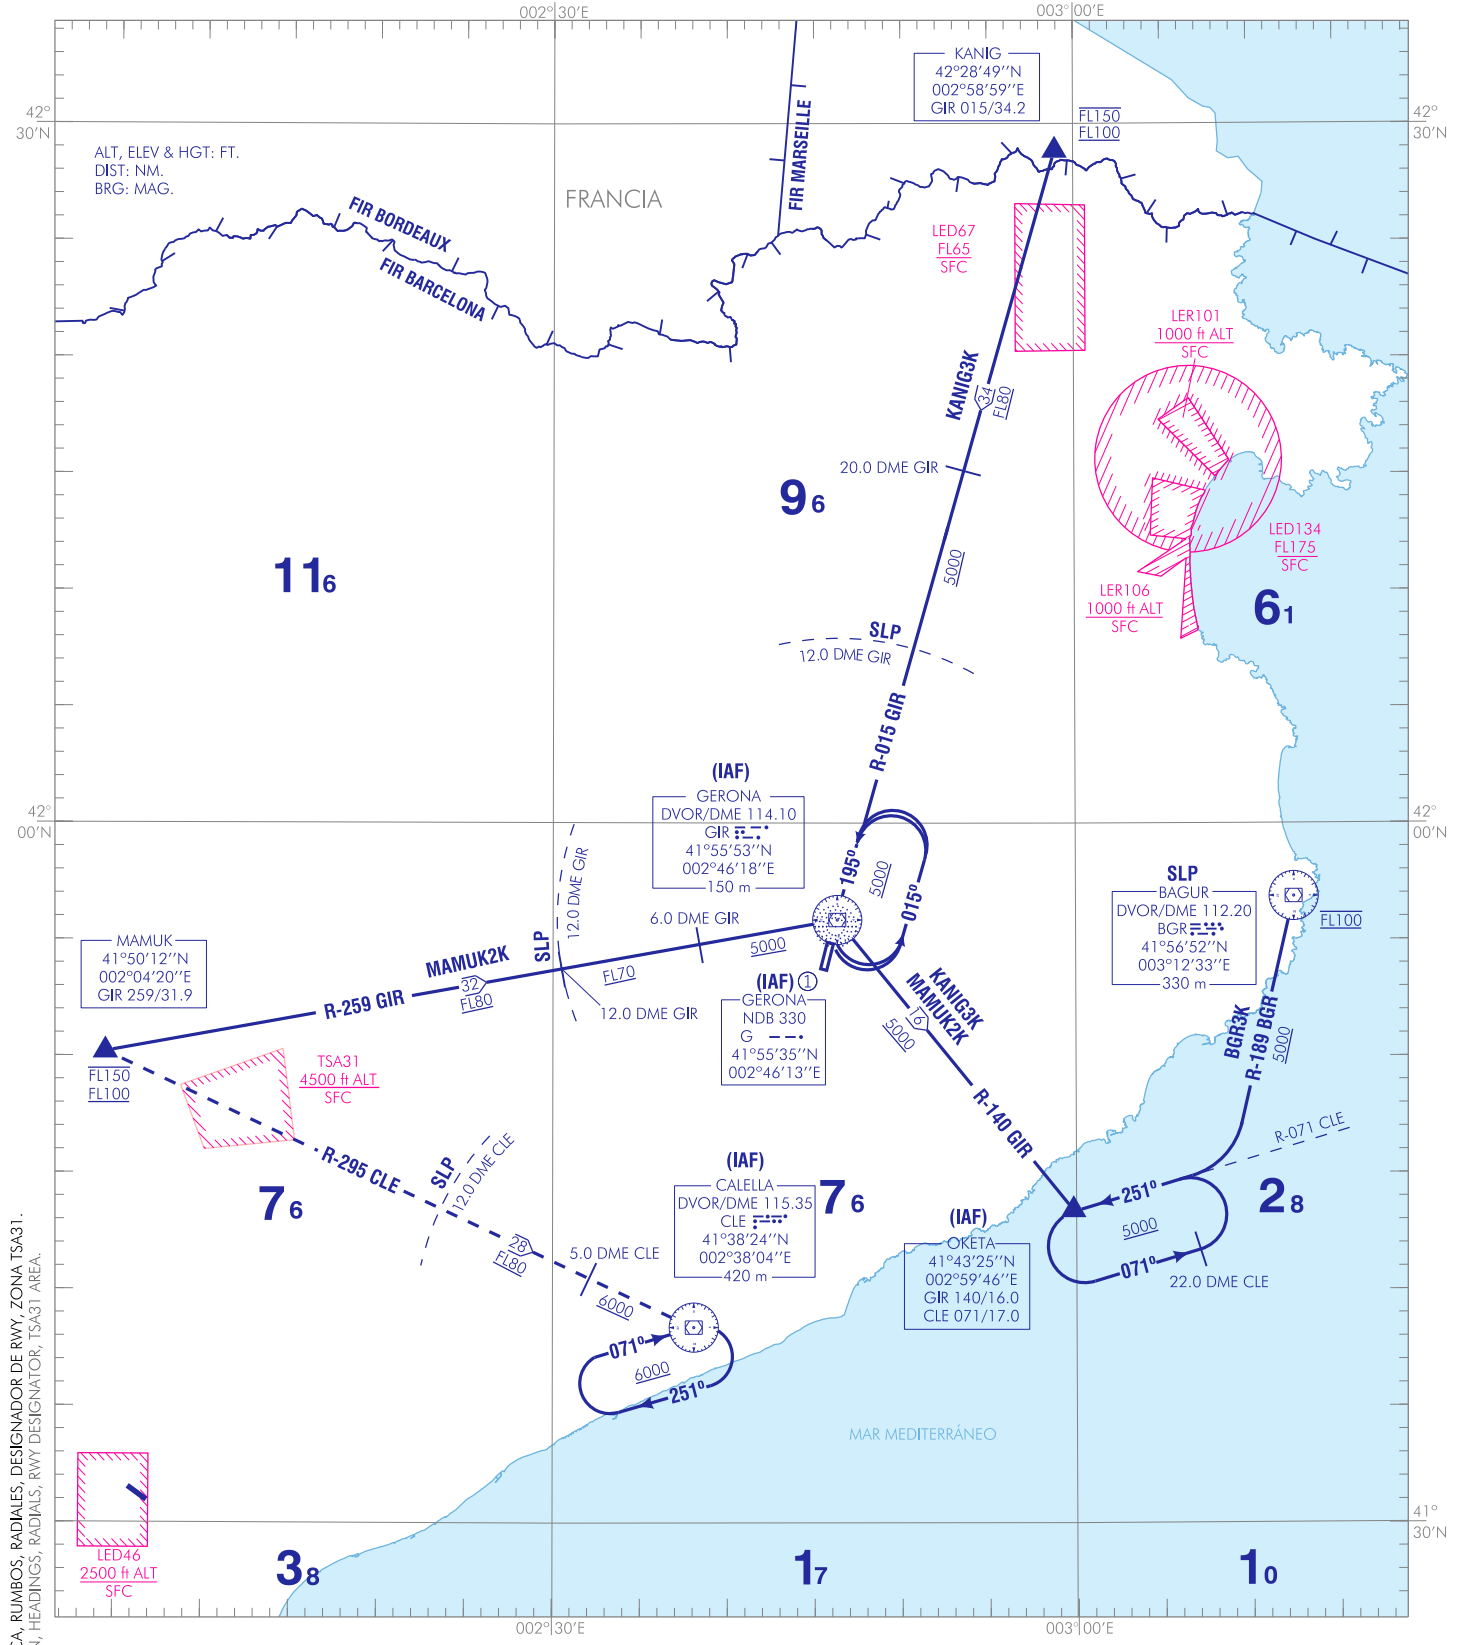 002°30'E
003°00'E
42°
30'N
42°
30'N
ALT, ELEV & HGT: FT.
DIST: NM.
BRG: MAG.
KANIG
42°28'49''N
002°58'59''E
GIR 015/34.2
FL150
FL100
FIR MARSEILLE
FRANCIA
FIR BORDEAUX
FIR BARCELONA
LED67
FL65
SFC
LER101
1000 ft ALT
SFC
KANIG3K
34
FL80
20.0 DME GIR
9 6
11 6
5000
LED134
FL175
SFC
LER106
1000 ft ALT
SFC
6 1
SLP
12.0 DME GIR
R-015 GIR
(IAF)
GERONA
DVOR/DME 114.10
GIR
41°55'53''N
002°46'18''E
150 m
42°
00'N
42°
00'N
195°
5000
015°
SLP
BAGUR
DVOR/DME 112.20
BGR
41°56'52''N
003°12'33''E
330 m
FL100
12.0 DME GIR
SLP
6.0 DME GIR
5000
FL70
MAMUK
41°50'12''N
002°04'20''E
GIR 259/31.9
MAMUK2K
32
FL80
R-259 GIR
12.0 DME GIR
(IAF) 1
GERONA
NDB 330
G
41°55'35''N
002°46'13''E
KANIG3K
MAMUK2K
16
5000
BGR3K
R-189 BGR
5000
FL150
FL100
TSA31
4500 ft ALT
SFC
R-140 GIR
R-071 CLE
R-295 CLE
SLP
12.0 DME CLE
(IAF)
CALELLA
DVOR/DME 115.35
CLE
41°38'24''N
002°38'04''E
420 m
7 6
7 6
2 8
251°
5000
071°
22.0 DME CLE
(IAF)
OKETA
41°43'25''N
002°59'46''E
GIR 140/16.0
CLE 071/17.0
28
FL80
5.0 DME CLE
6000
071°
6000
251°
MAR MEDITERRÁNEO
LED46
2500 ft ALT
SFC
41°
30'N
3 8
1 7
1 0
002°30'E
003°00'E
RUMBOS, RADIALES, DESIGNADOR DE RWY, ZONA TSA31.
HEADINGS, RADIALS, RWY DESIGNATOR, TSA31 AREA.